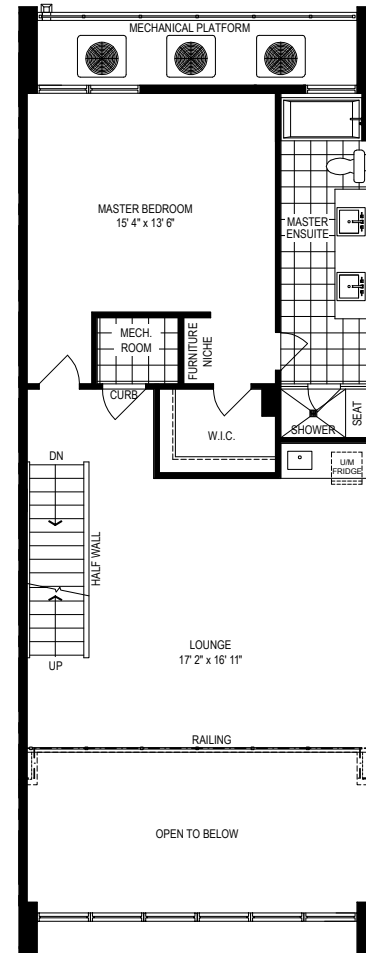 MECHANICAL PLATFORM
MASTER BEDROOM
15' 4" x 13' 6"
MASTER
ENSUITE
MECH.
ROOM
FURNITURE
NICHE
CURB
W.I.C.
SHOWER
SEAT
U/M
FRIDGE
DN
HALF WALL
UP
LOUNGE
17' 2" x 16' 11"
RAILING
OPEN TO BELOW